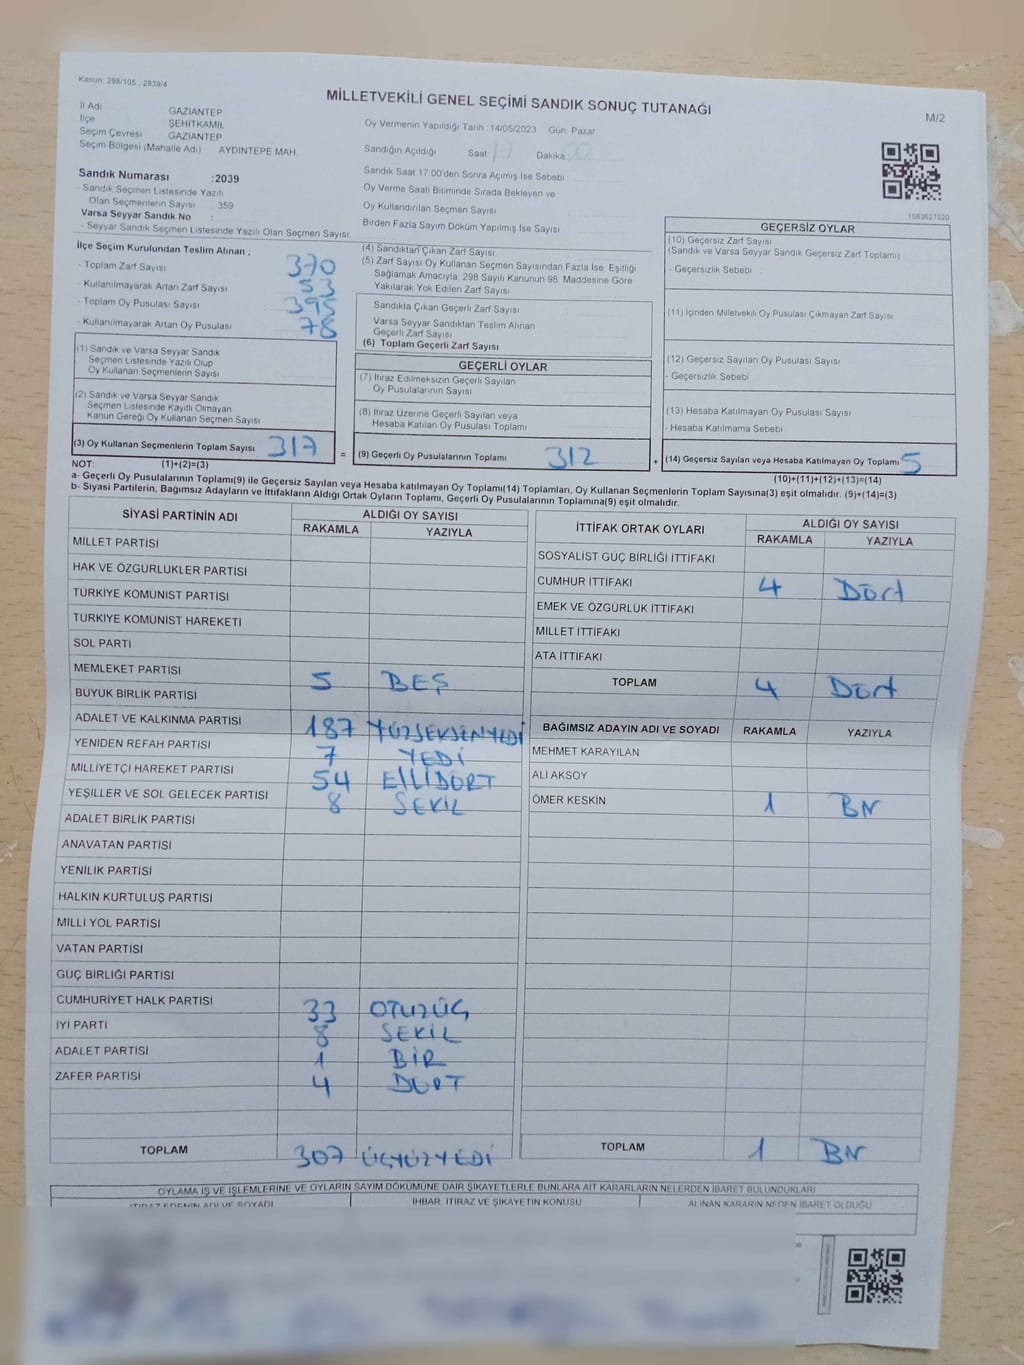 Kanun: 298/105 , 2839/4
MİLLETVEKİLİ GENEL SEÇİMİ SANDIK SONUÇ TUTANAĞI
M/2
İl Adı GAZİANTEP
İlçe ŞEHİTKAMİL
Seçim Çevresi GAZİANTEP
Seçim Bölgesi (Mahalle Adı) AYDINTEPE MAH.
Oy Vermenin Yapıldığı Tarih 14/05/2023 Gün: Pazar
Sandığın Açıldığı Saat 17 Dakika 00
Sandık Saat 17:00'den Sonra Açılmış İse Sebebi :
Oy Verme Saati Bitiminde Sırada Bekleyen ve
Oy Kullandırılan Seçmen Sayısı
Birden Fazla Sayım Döküm Yapılmış İse Sayısı
Sandık Numarası :2039
- Sandık Seçmen Listesinde Yazılı
Olan Seçmenlerin Sayısı 359
Varsa Seyyar Sandık No :
- Seyyar Sandık Seçmen Listesinde Yazılı Olan Seçmen Sayısı:
1083627020
İlçe Seçim Kurulundan Teslim Alınan ;
- Toplam Zarf Sayısı 370
- Kullanılmayarak Artan Zarf Sayısı 53
- Toplam Oy Pusulası Sayısı 395
- Kullanılmayarak Artan Oy Pusulası 78
(1) Sandık ve Varsa Seyyar Sandık
Seçmen Listesinde Yazılı Olup
Oy Kullanan Seçmenlerin Sayısı
(2) Sandık ve Varsa Seyyar Sandık
Seçmen Listesinde Kayıtlı Olmayan
Kanun Gereği Oy Kullanan Seçmen Sayısı
(3) Oy Kullanan Seçmenlerin Toplam Sayısı 317 =
(4) Sandıktan Çıkan Zarf Sayısı
(5) Zarf Sayısı Oy Kullanan Seçmen Sayısından Fazla İse, Eşitliği
Sağlamak Amacıyla; 298 Sayılı Kanunun 98. Maddesine Göre
Yakılarak Yok Edilen Zarf Sayısı
Sandıkta Çıkan Geçerli Zarf Sayısı
Varsa Seyyar Sandıktan Teslim Alınan
Geçerli Zarf Sayısı
(6) Toplam Geçerli Zarf Sayısı
GEÇERLİ OYLAR
(7) İtiraz Edilmeksizin Geçerli Sayılan
Oy Pusulalarının Sayısı
(8) İtiraz Üzerine Geçerli Sayılan veya
Hesaba Katılan Oy Pusulası Toplamı
(9) Geçerli Oy Pusulalarının Toplamı 312 +
GEÇERSİZ OYLAR
(10) Geçersiz Zarf Sayısı
(Sandık ve Varsa Seyyar Sandık Geçersiz Zarf Toplamı)
- Geçersizlik Sebebi
(11) İçinden Milletvekili Oy Pusulası Çıkmayan Zarf Sayısı
(12) Geçersiz Sayılan Oy Pusulası Sayısı
- Geçersizlik Sebebi
(13) Hesaba Katılmayan Oy Pusulası Sayısı
- Hesaba Katılmama Sebebi
(14) Geçersiz Sayılan veya Hesaba Katılmayan Oy Toplamı 5
NOT: (1)+(2)=(3)
(10)+(11)+(12)+(13)=(14)
a- Geçerli Oy Pusulalarının Toplamı(9) ile Geçersiz Sayılan veya Hesaba katılmayan Oy Toplamı(14) Toplamları, Oy Kullanan Seçmenlerin Toplam Sayısına(3) eşit olmalıdır. (9)+(14)=(3)
b- Siyasi Partilerin, Bağımsız Adayların ve İttifakların Aldığı Ortak Oyların Toplamı, Geçerli Oy Pusulalarının Toplamına(9) eşit olmalıdır.
SİYASİ PARTİNİN ADI ALDIĞI OY SAYISI
RAKAMLA YAZIYLA
MİLLET PARTİSİ
HAK VE ÖZGÜRLÜKLER PARTİSİ
TÜRKİYE KOMÜNİST PARTİSİ
TÜRKİYE KOMÜNİST HAREKETİ
SOL PARTİ
MEMLEKET PARTİSİ 5 BEŞ
BÜYÜK BİRLİK PARTİSİ
ADALET VE KALKINMA PARTİSİ 187 YÜZSEKSENYEDİ
YENİDEN REFAH PARTİSİ 7 YEDİ
MİLLİYETÇİ HAREKET PARTİSİ 54 ELLİDÖRT
YEŞİLLER VE SOL GELECEK PARTİSİ 8 SEKİZ
ADALET BİRLİK PARTİSİ
ANAVATAN PARTİSİ
YENİLİK PARTİSİ
HALKIN KURTULUŞ PARTİSİ
MİLLİ YOL PARTİSİ
VATAN PARTİSİ
GÜÇ BİRLİĞİ PARTİSİ
CUMHURİYET HALK PARTİSİ 33 OTUZÜÇ
İYİ PARTİ 8 SEKİZ
ADALET PARTİSİ 1 BİR
ZAFER PARTİSİ 4 DÖRT
TOPLAM 307 ÜÇYÜZYEDİ
İTTİFAK ORTAK OYLARI ALDIĞI OY SAYISI
RAKAMLA YAZIYLA
SOSYALİST GÜÇ BİRLİĞİ İTTİFAKI
CUMHUR İTTİFAKI 4 Dört
EMEK VE ÖZGÜRLÜK İTTİFAKI
MİLLET İTTİFAKI
ATA İTTİFAKI
TOPLAM 4 Dört
BAĞIMSIZ ADAYIN ADI VE SOYADI RAKAMLA YAZIYLA
MEHMET KARAYILAN
ALİ AKSOY
ÖMER KESKİN 1 Bir
TOPLAM 1 Bir
OYLAMA İŞ VE İŞLEMLERİNE VE OYLARIN SAYIM DÖKÜMÜNE DAİR ŞİKAYETLERLE BUNLARA AİT KARARLARIN NELERDEN İBARET BULUNDUKLARI
İTİRAZ EDENİN ADI VE SOYADI İHBAR, İTİRAZ VE ŞİKAYETİN KONUSU ALINAN KARARIN NEDEN İBARET OLDUĞU